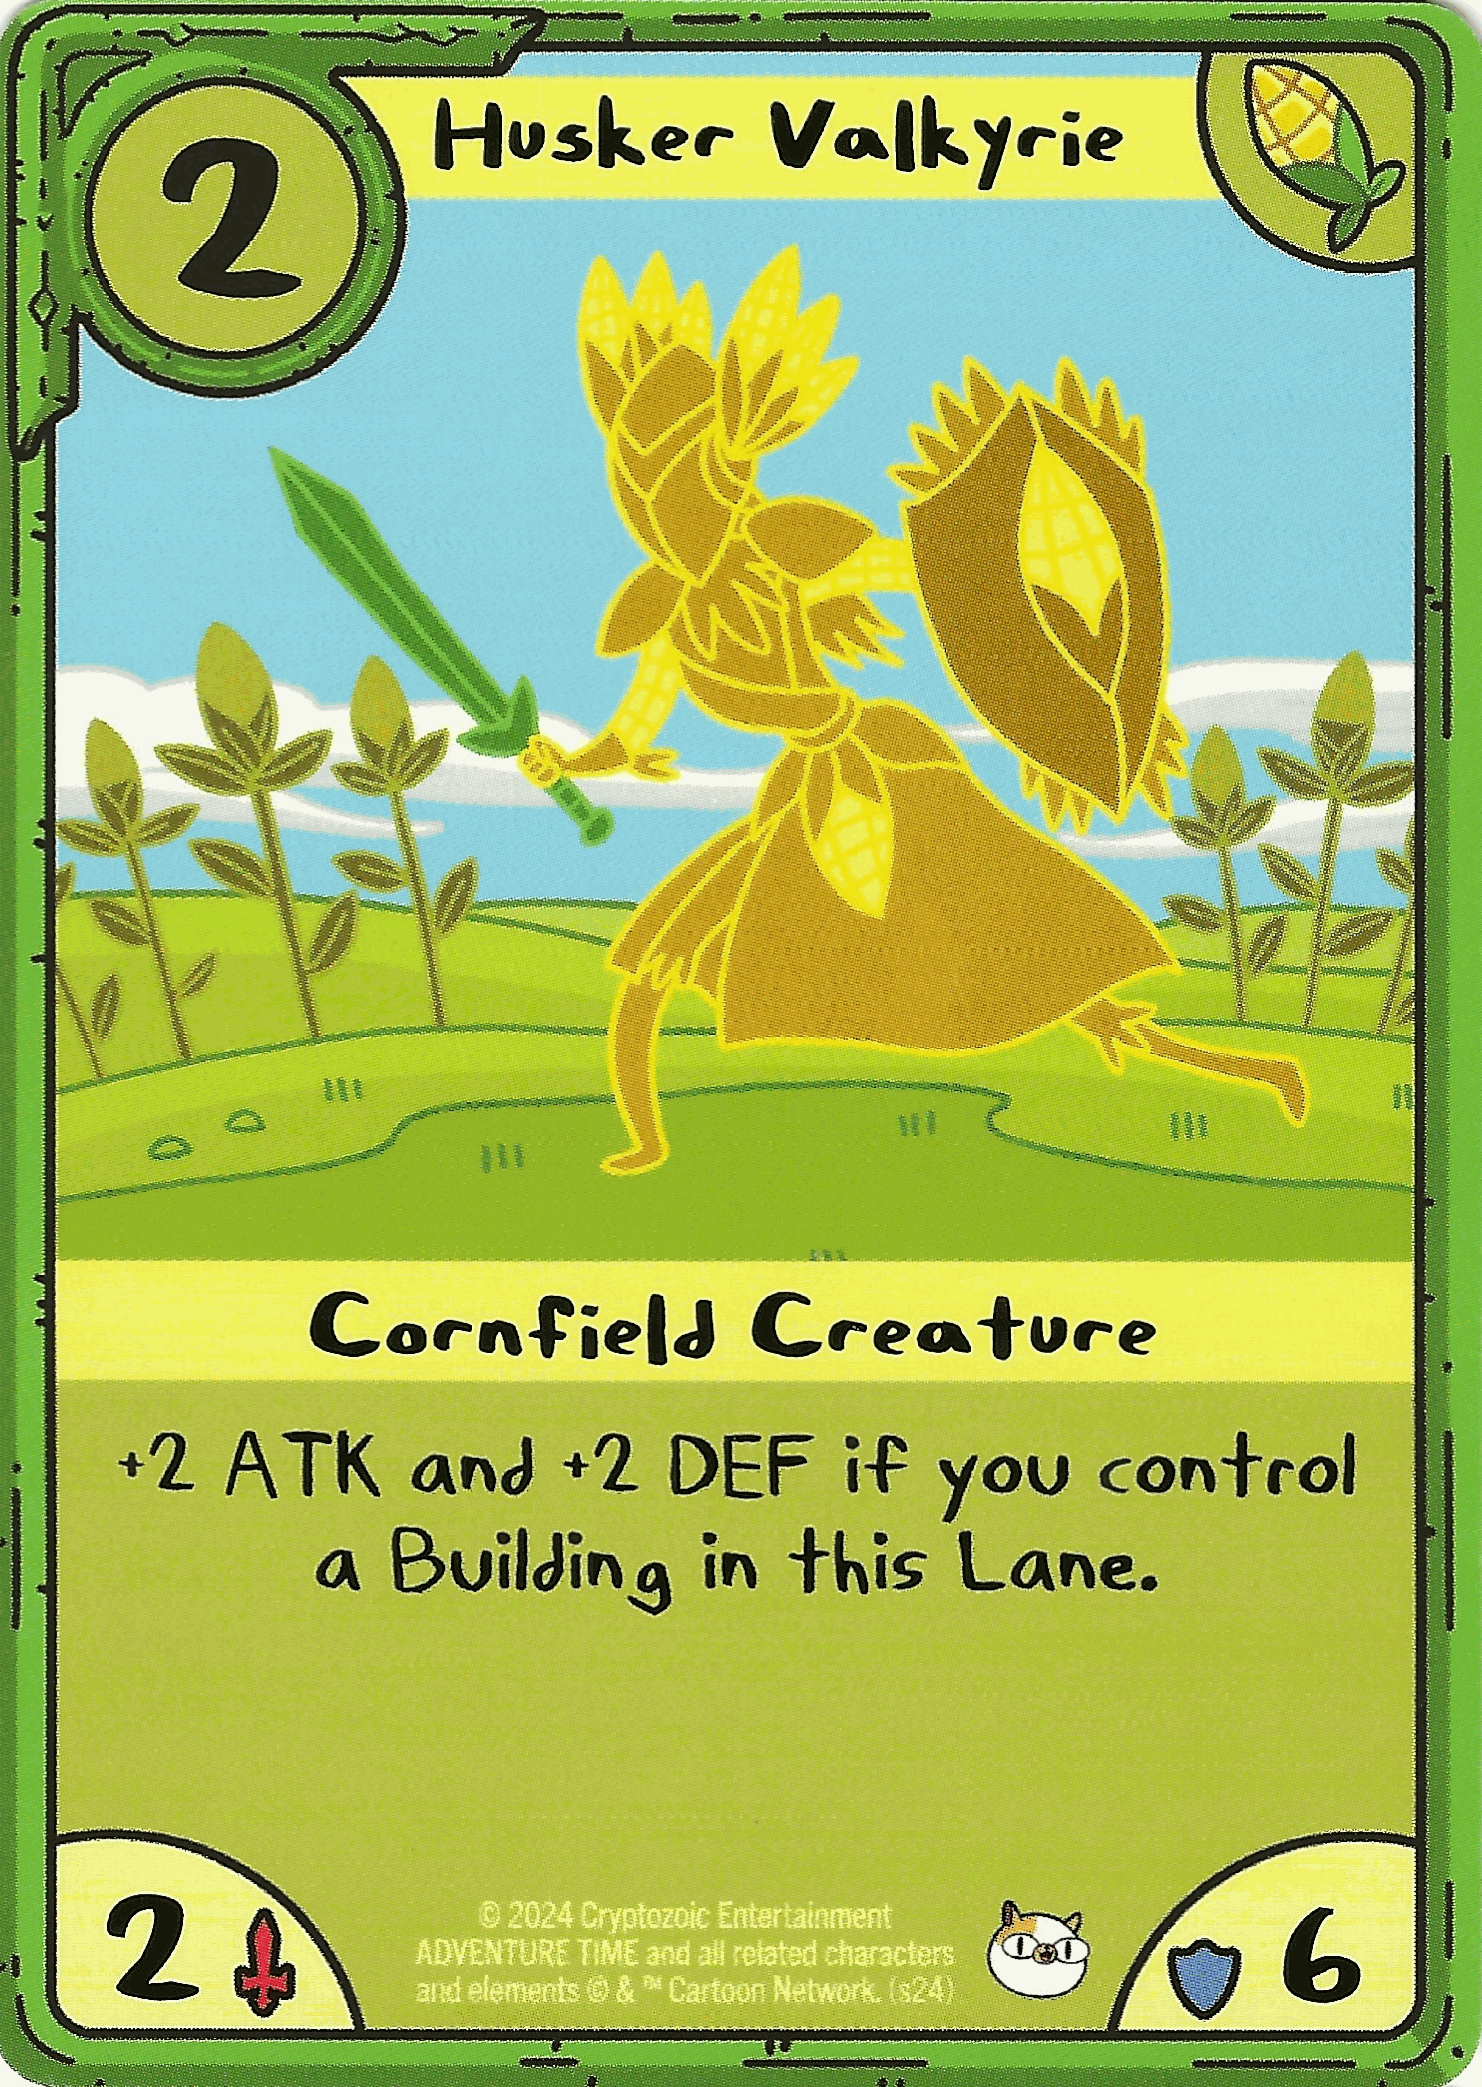 2
Husker Valkyrie
Cornfield Creature
+2 ATK and +2 DEF if you control
a Building in this Lane.
2
© 2024 Cryptozoic Entertainment
ADVENTURE TIME and all related characters
and elements © & ™ Cartoon Network. (s24)
6